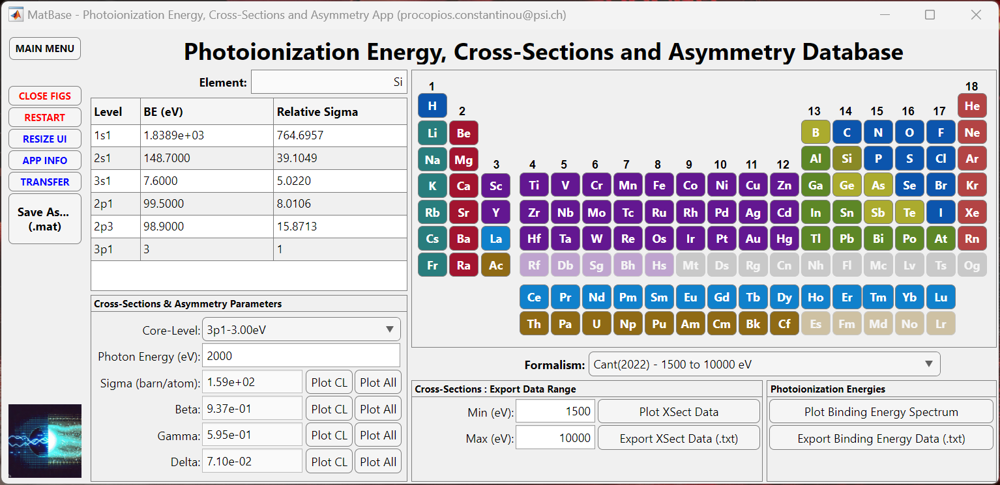 MatBase - Photoionization Energy, Cross-Sections and Asymmetry App (procopios.constantinou@psi.ch)
MAIN MENU
Photoionization Energy, Cross-Sections and Asymmetry Database
CLOSE FIGS
RESTART
RESIZE UI
APP INFO
TRANSFER
Save As...
(.mat)
Element: Si
Level BE (eV) Relative Sigma
1s1 1.8389e+03 764.6957
2s1 148.7000 39.1049
3s1 7.6000 5.0220
2p1 99.5000 8.0106
2p3 98.9000 15.8713
3p1 3 1
Cross-Sections & Asymmetry Parameters
Core-Level: 3p1-3.00eV
Photon Energy (eV): 2000
Sigma (barn/atom): 1.59e+02 Plot CL Plot All
Beta: 9.37e-01 Plot CL Plot All
Gamma: 5.95e-01 Plot CL Plot All
Delta: 7.10e-02 Plot CL Plot All
1 18
H He
2 13 14 15 16 17
Li Be B C N O F Ne
Na Mg Al Si P S Cl Ar
3 4 5 6 7 8 9 10 11 12
K Ca Sc Ti V Cr Mn Fe Co Ni Cu Zn Ga Ge As Se Br Kr
Rb Sr Y Zr Nb Mo Tc Ru Rh Pd Ag Cd In Sn Sb Te I Xe
Cs Ba La Hf Ta W Re Os Ir Pt Au Hg Tl Pb Bi Po At Rn
Fr Ra Ac Rf Db Sg Bh Hs Mt Ds Rg Cn Nh Fl Mc Lv Ts Og
Ce Pr Nd Pm Sm Eu Gd Tb Dy Ho Er Tm Yb Lu
Th Pa U Np Pu Am Cm Bk Cf Es Fm Md No Lr
Formalism: Cant(2022) - 1500 to 10000 eV
Cross-Sections : Export Data Range
Min (eV): 1500 Plot XSect Data
Max (eV): 10000 Export XSect Data (.txt)
Photoionization Energies
Plot Binding Energy Spectrum
Export Binding Energy Data (.txt)